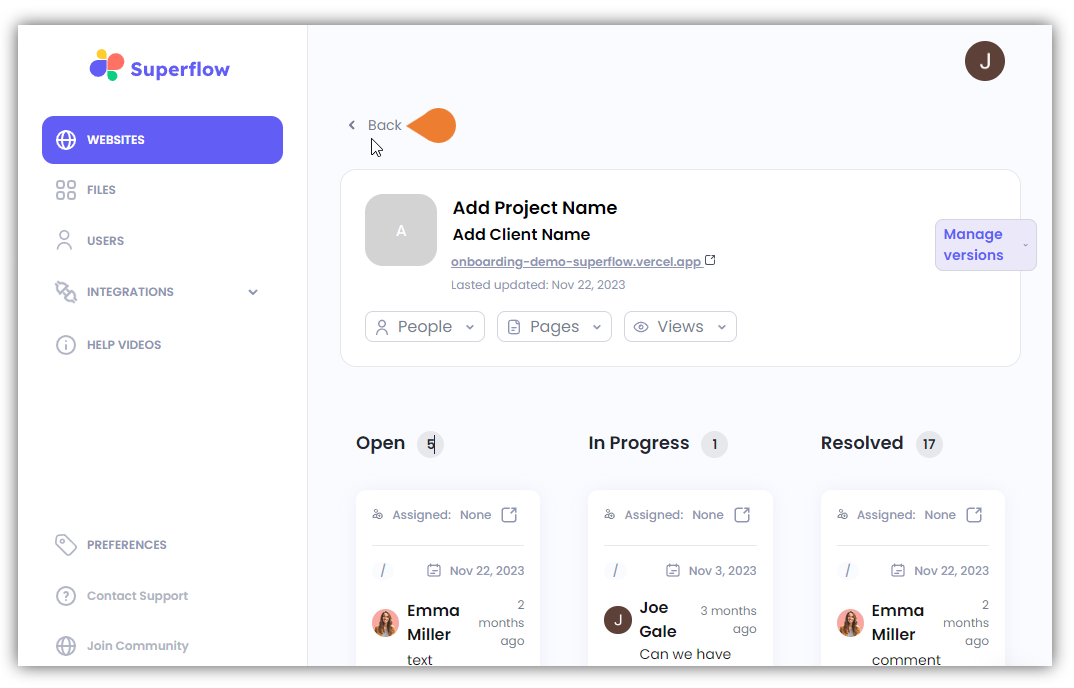 Superflow
J
WEBSITES
FILES
USERS
INTEGRATIONS
HELP VIDEOS
PREFERENCES
Contact Support
Join Community
Back
A
Add Project Name
Add Client Name
onboarding-demo-superflow.vercel.app
Last updated: Nov 22, 2023
Manage
versions
People
Pages
Views
Open 5
Assigned: None
/ Nov 22, 2023
Emma
Miller
2
months
ago
text
In Progress 1
Assigned: None
/ Nov 3, 2023
J
Joe
Gale
3 months
ago
Can we have
Resolved 17
Assigned: None
/ Nov 22, 2023
Emma
Miller
2
months
ago
comment